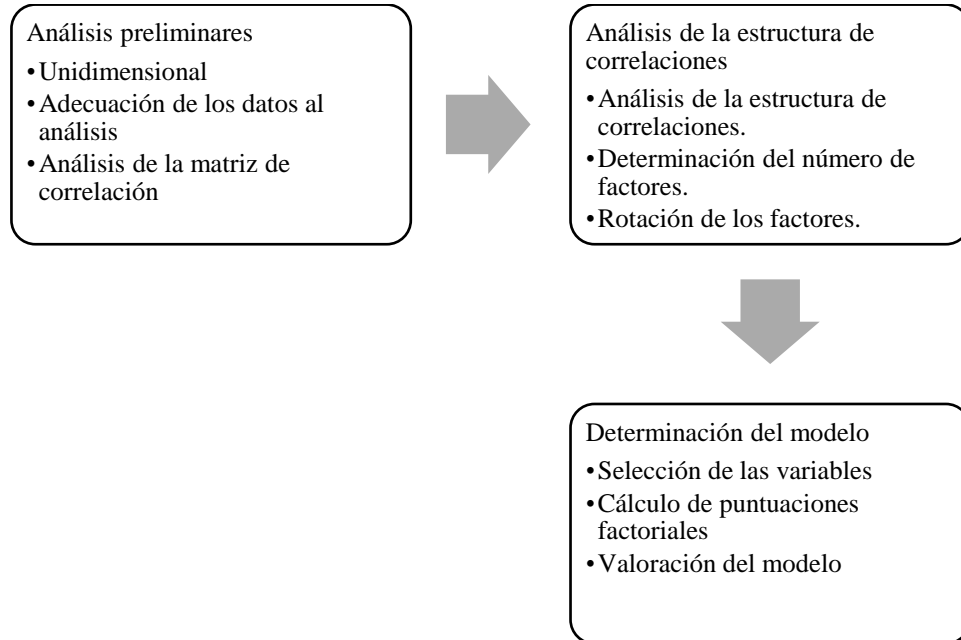 Análisis preliminares
•Unidimensional
•Adecuación de los datos al
análisis
•Análisis de la matriz de
correlación
Análisis de la estructura de
correlaciones
•Análisis de la estructura de
correlaciones.
•Determinación del número de
factores.
•Rotación de los factores.
Determinación del modelo
•Selección de las variables
•Cálculo de puntuaciones
factoriales
•Valoración del modelo